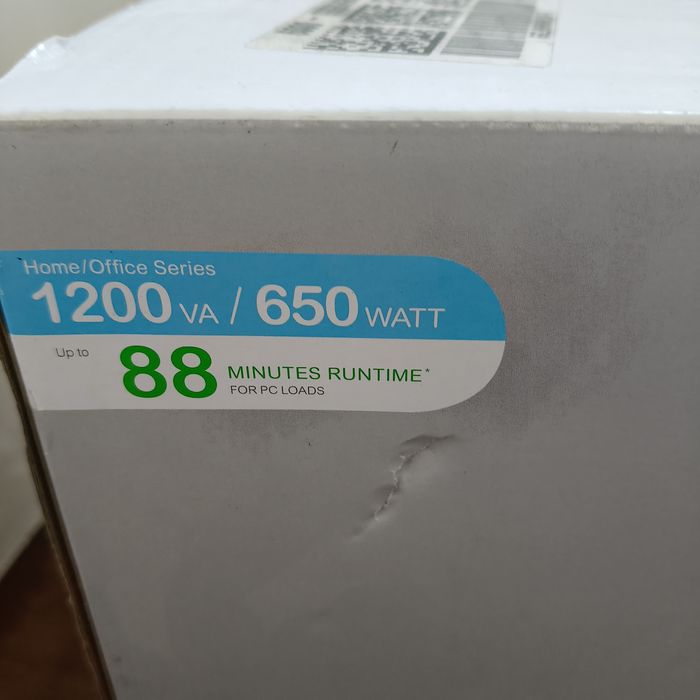 Home/Office Series
1200 VA / 650 WATT
Up to 88 MINUTES RUNTIME*
FOR PC LOADS